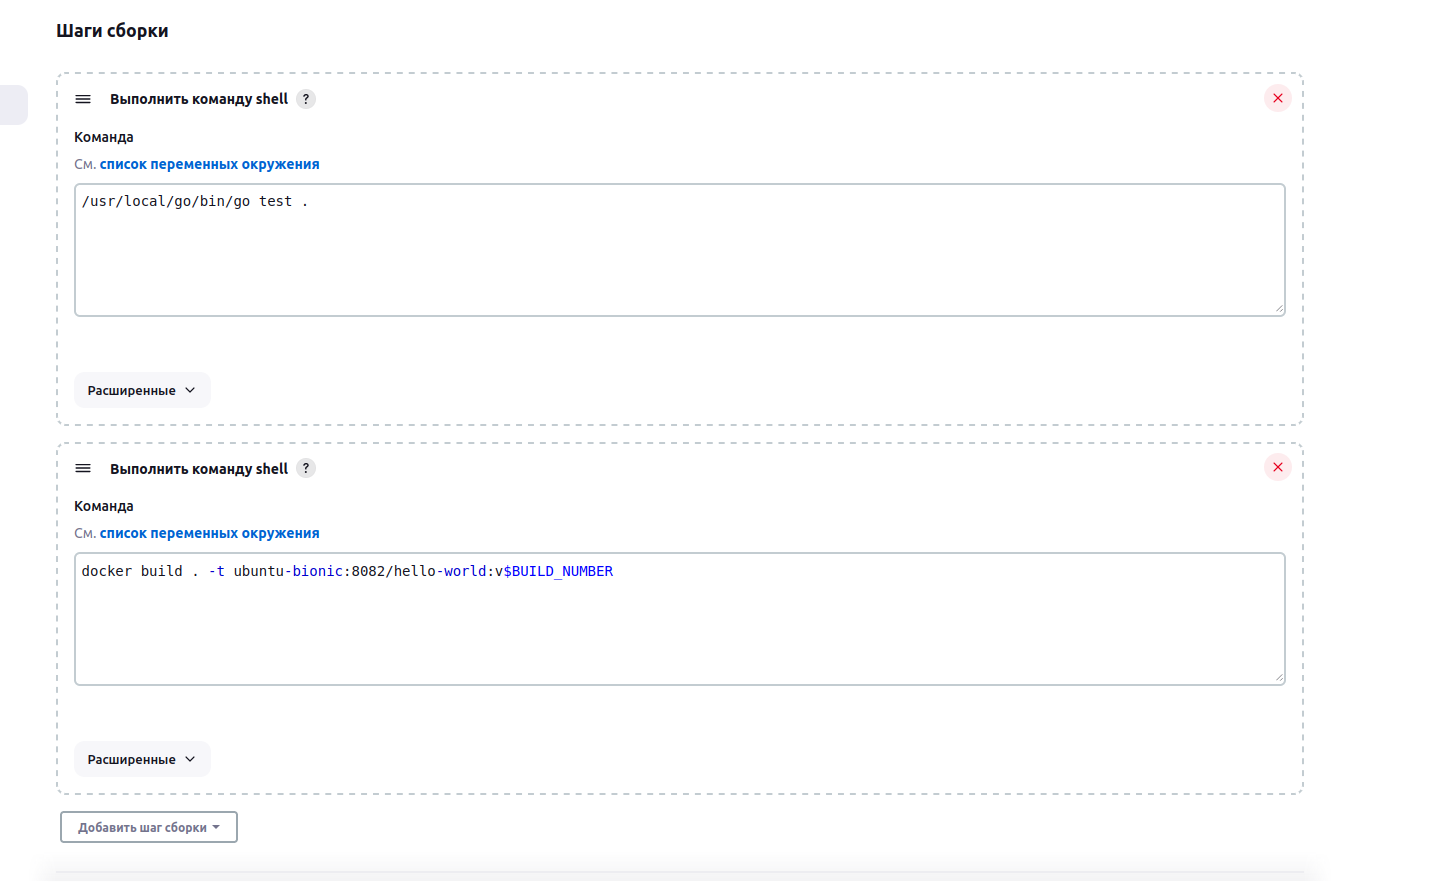 Шаги сборки
Выполнить команду shell ?
Команда
См. список переменных окружения
/usr/local/go/bin/go test .
Расширенные
Выполнить команду shell ?
Команда
См. список переменных окружения
docker build . -t ubuntu-bionic:8082/hello-world:v$BUILD_NUMBER
Расширенные
Добавить шаг сборки